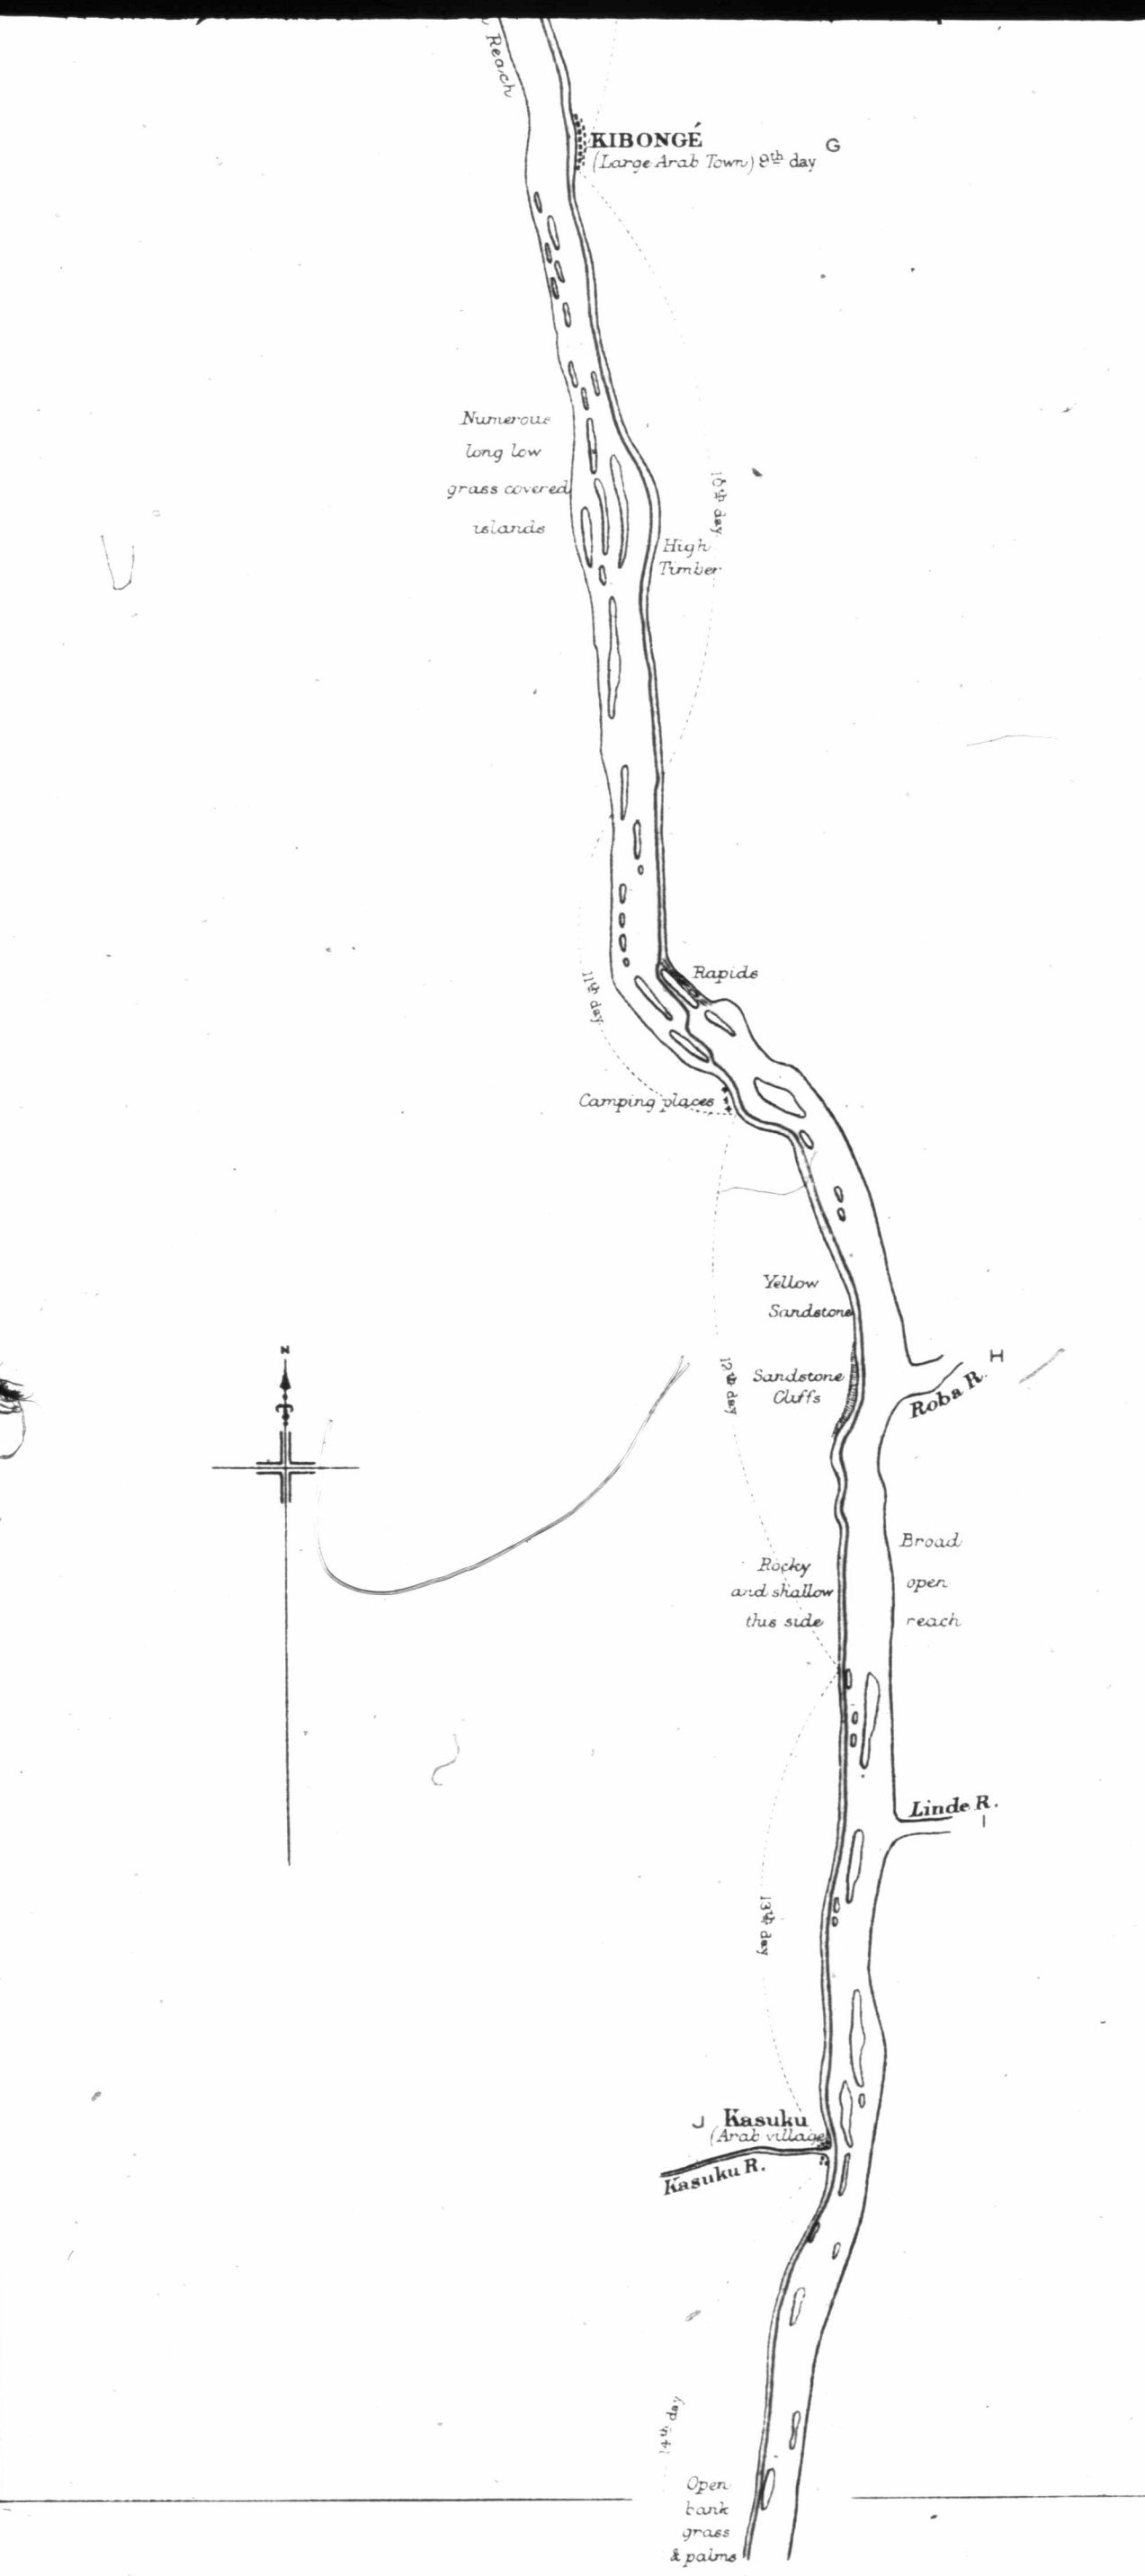 Reach
KIBONGÉ
G
(Large Arab Town) 9th day
Numerous
long low
grass covered
islands
10th day
High
Timber
Rapids
11th day
Camping places
Yellow
Sandstone
N
H
Roba R.
12th day
Sandstone
Cliffs
Broad
open
reach
Rocky
and shallow
this side
Linde R.
I
13th day
J
Kasuku
(Arab village)
Kasuku R.
14th day
Open
bank
grass
& palms